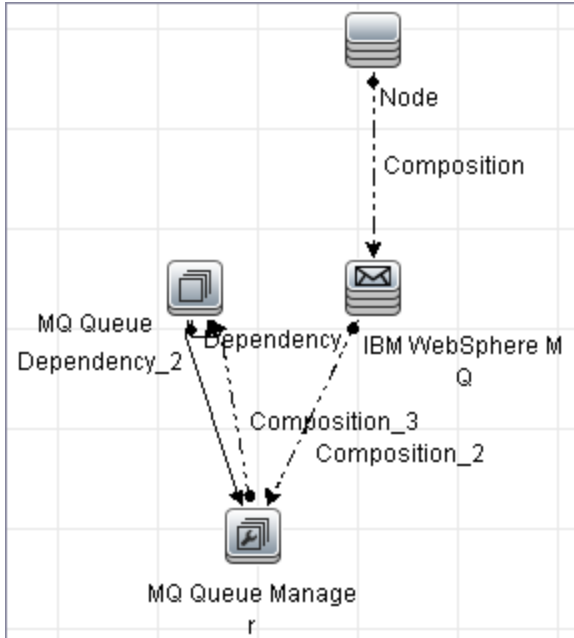 Node
Composition
MQ Queue
Dependency
IBM WebSphere M
Q
Dependency_2
Composition_3
Composition_2
MQ Queue Manage
r